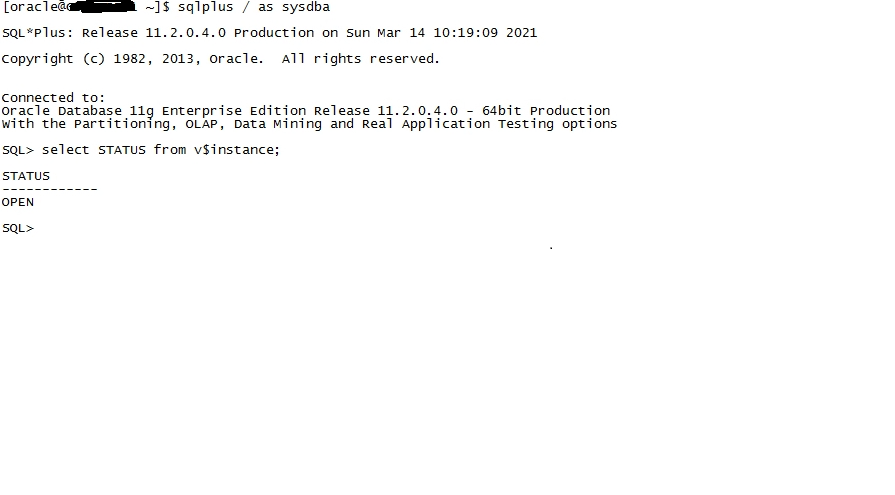 [oracle@ ~]$ sqlplus / as sysdba
SQL*Plus: Release 11.2.0.4.0 Production on Sun Mar 14 10:19:09 2021
Copyright (c) 1982, 2013, Oracle.  All rights reserved.
Connected to:
Oracle Database 11g Enterprise Edition Release 11.2.0.4.0 - 64bit Production
With the Partitioning, OLAP, Data Mining and Real Application Testing options
SQL> select STATUS from v$instance;
STATUS
------------
OPEN
SQL>